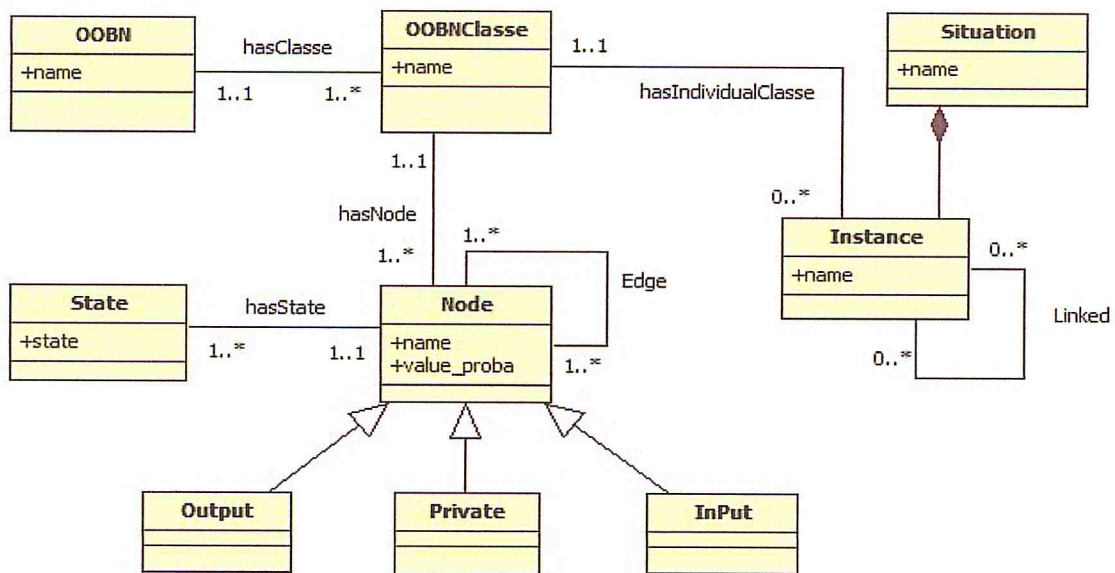 OOBN
+name
hasClasse
1..1
1..*
OOBNClasse
+name
1..1
hasIndividualClasse
0..*
Situation
+name
1..1
hasNode
1..*
Instance
+name
0..*
Linked
0..*
State
+state
hasState
1..*
1..1
Node
+name
+value_proba
1..*
Edge
1..*
Output
Private
InPut